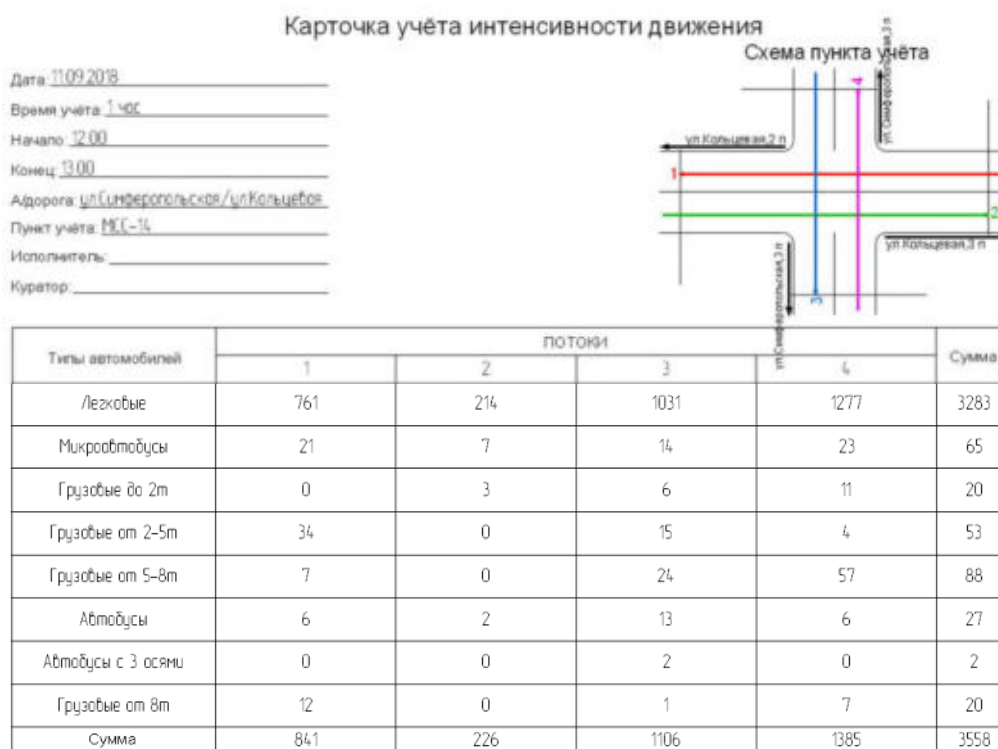 Карточка учёта интенсивности движения
Схема пункта учёта
Дата: 11.09.2018
Время учёта: 1 час
Начало: 12.00
Конец: 13.00
А/дорога: ул.Симферопольская/ул.Кольцевая
Пункт учёта: МСС-14
Исполнитель:
Куратор:
ул.Симферопольская,3 п
4
ул.Кольцевая,2 п
1
2
ул.Кольцевая,3 п
ул.Симферопольская,3 п
3
Типы автомобилей ПОТОКИ Сумма
1 2 3 4
Легковые 761 214 1031 1277 3283
Микроавтобусы 21 7 14 23 65
Грузовые до 2т 0 3 6 11 20
Грузовые от 2-5т 34 0 15 4 53
Грузовые от 5-8т 7 0 24 57 88
Автобусы 6 2 13 6 27
Автобусы с 3 осями 0 0 2 0 2
Грузовые от 8т 12 0 1 7 20
Сумма 841 226 1106 1385 3558